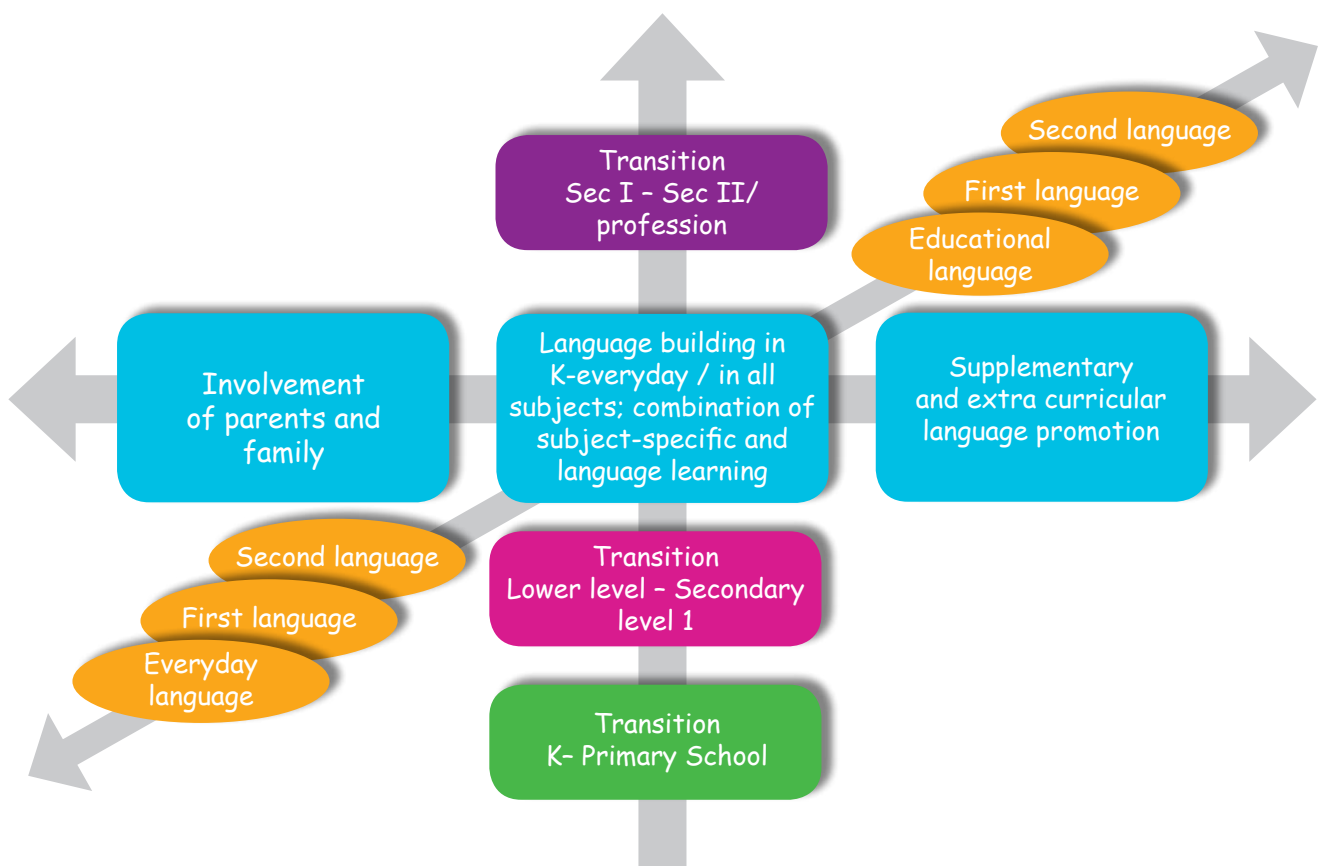 Second language
First language
Educational
language
Transition
Sec I – Sec II/
profession
Involvement
of parents and
family
Language building in
K-everyday / in all
subjects; combination of
subject-specific and
language learning
Supplementary
and extra curricular
language promotion
Second language
First language
Everyday
language
Transition
Lower level – Secondary
level 1
Transition
K– Primary School